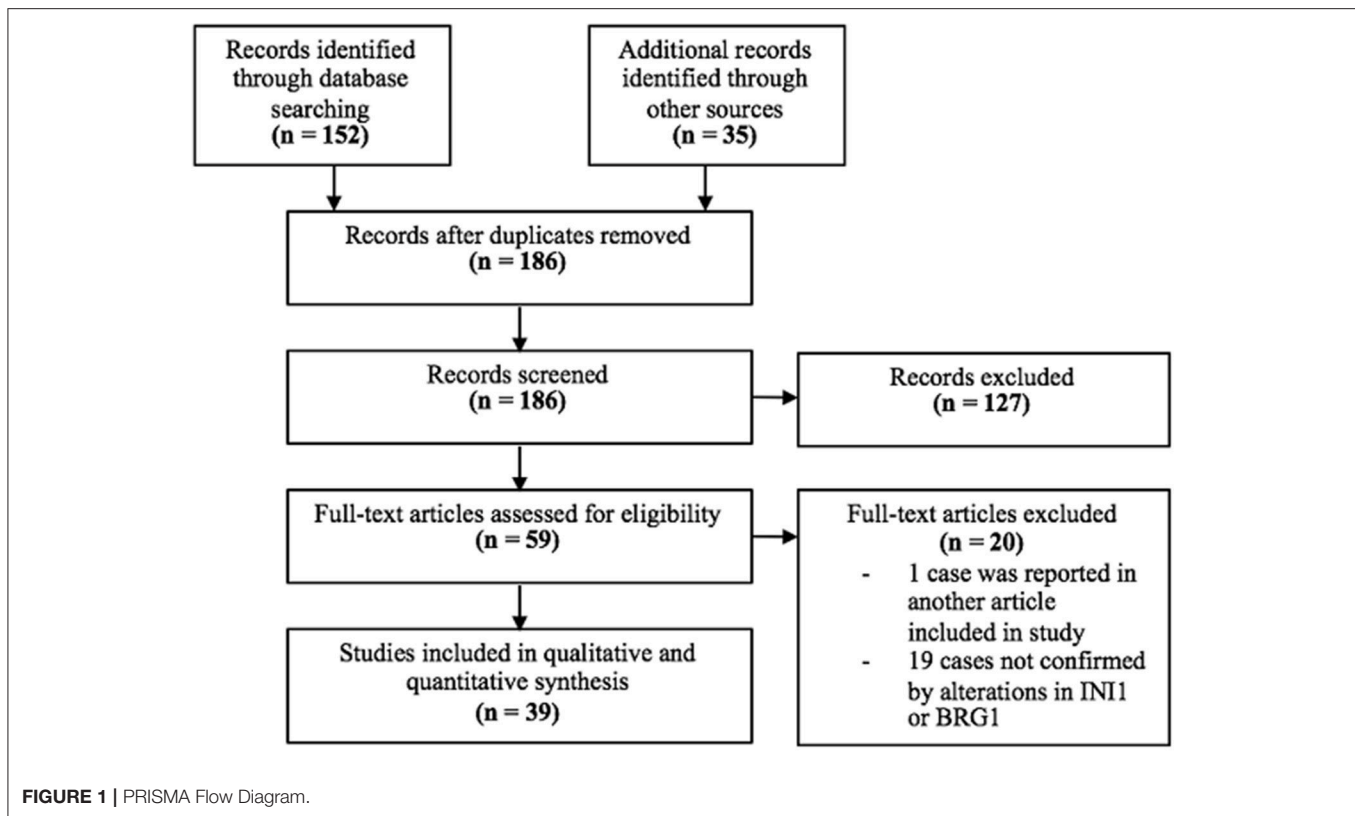 Records identified
through database
searching
(n = 152)
Additional records
identified through
other sources
(n = 35)
Records after duplicates removed
(n = 186)
Records screened
(n = 186)
Records excluded
(n = 127)
Full-text articles assessed for eligibility
(n = 59)
Full-text articles excluded
(n = 20)
- 1 case was reported in
another article
included in study
- 19 cases not confirmed
by alterations in INI1
or BRG1
Studies included in qualitative and
quantitative synthesis
(n = 39)
FIGURE 1 | PRISMA Flow Diagram.